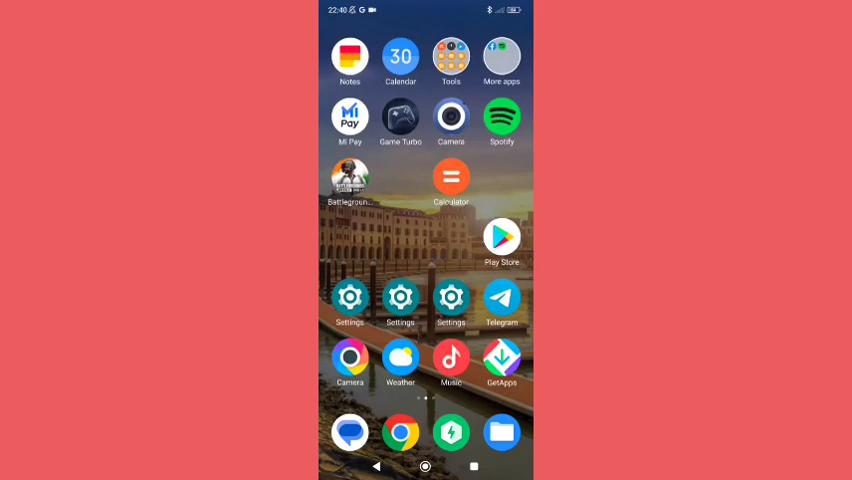 22:40
30
Notes
Calendar
Tools
More apps
Mi
Pay
Mi Pay
Game Turbo
Camera
Spotify
Battlegroun...
Calculator
Play Store
Settings
Settings
Settings
Telegram
Camera
Weather
Music
GetApps